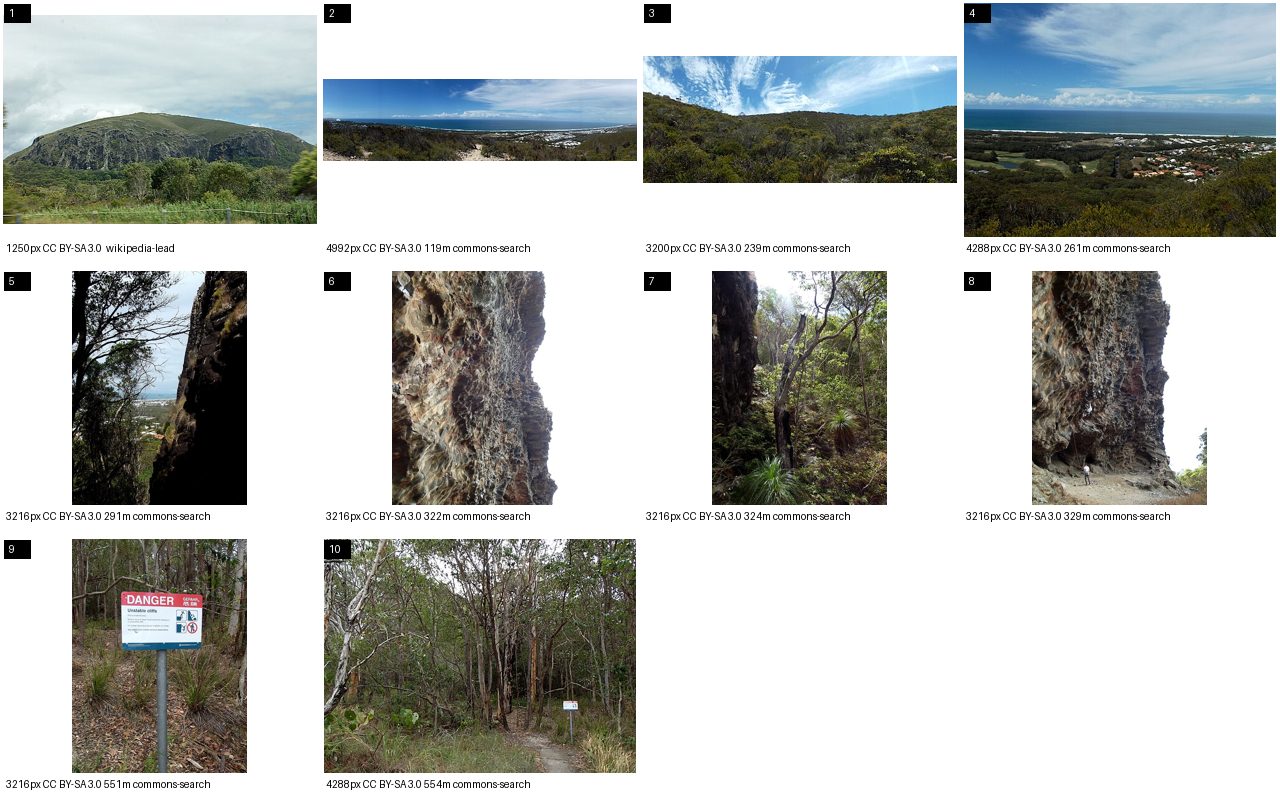 1
2
3
4
1250px CC BY-SA 3.0 wikipedia-lead
4992px CC BY-SA 3.0 119m commons-search
3200px CC BY-SA 3.0 239m commons-search
4288px CC BY-SA 3.0 261m commons-search
5
6
7
8
3216px CC BY-SA 3.0 291m commons-search
3216px CC BY-SA 3.0 322m commons-search
3216px CC BY-SA 3.0 324m commons-search
3216px CC BY-SA 3.0 329m commons-search
9
10
DANGER
Unstable cliffs
3216px CC BY-SA 3.0 551m commons-search
4288px CC BY-SA 3.0 554m commons-search